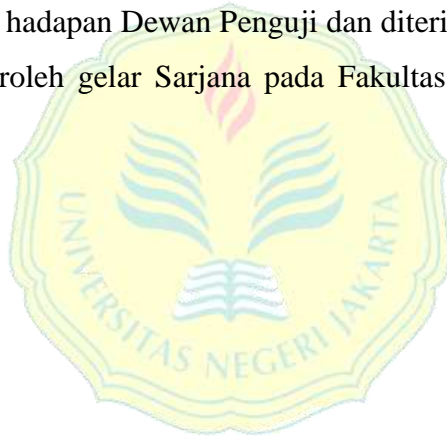 hadapan Dewan Penguji dan diteri
roleh gelar Sarjana pada Fakultas
UNIVERSITAS NEGERI JAKARTA